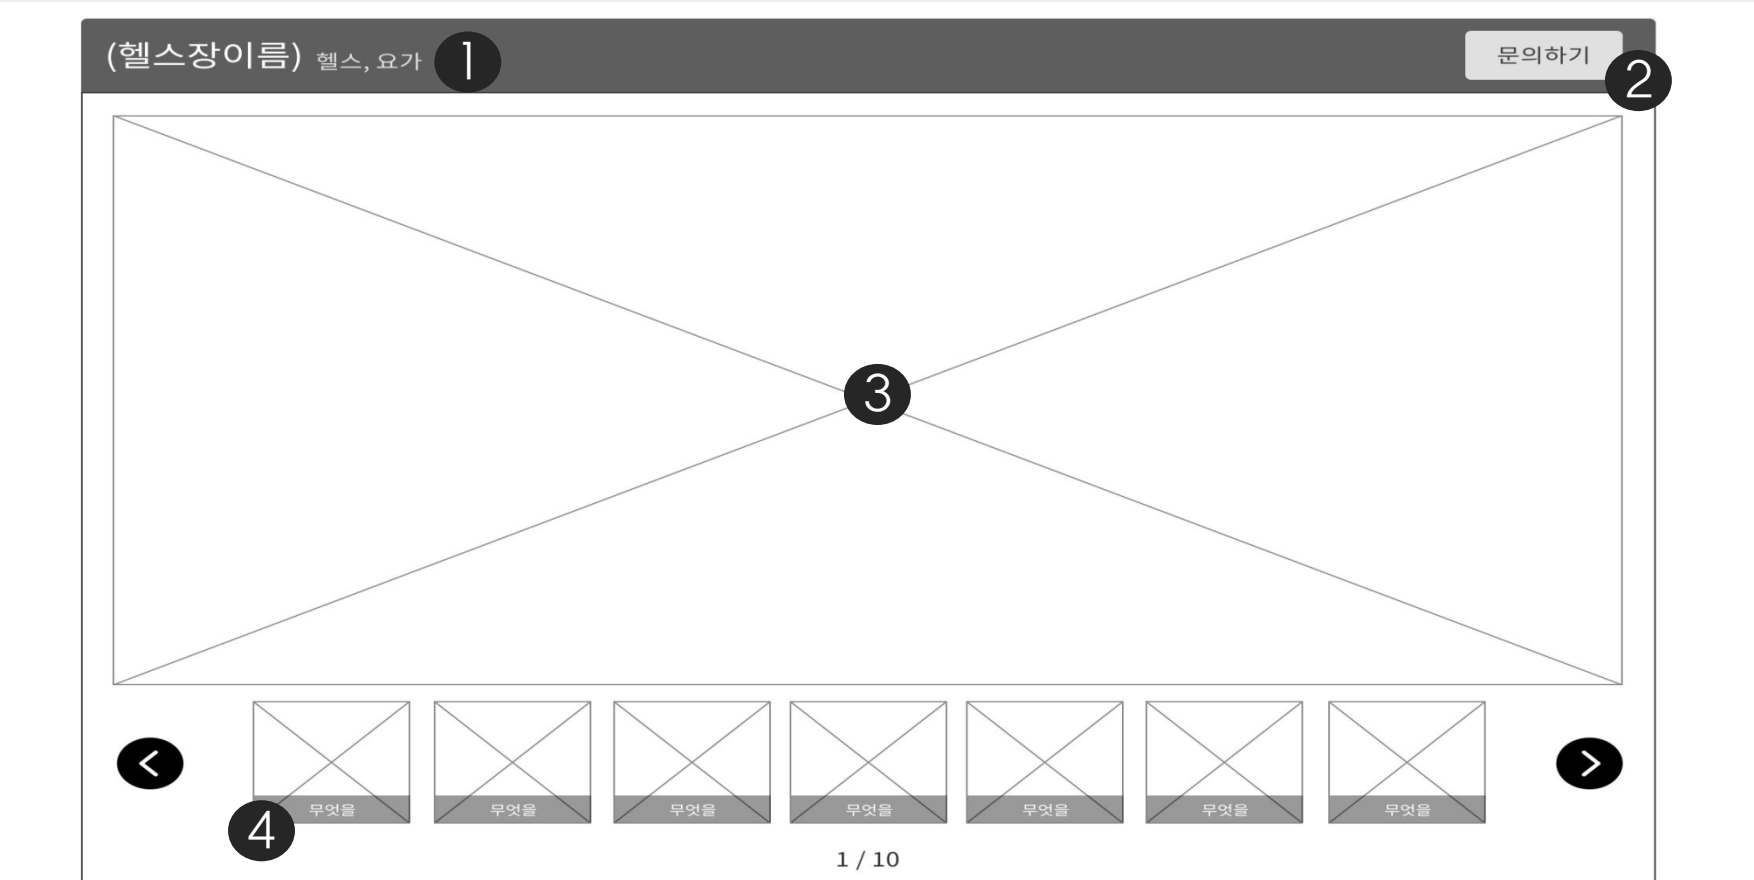 (헬스장이름) 헬스, 요가 1 문의하기 2
3
무엇을 무엇을 무엇을 무엇을 무엇을 무엇을 무엇을
4
1 / 10